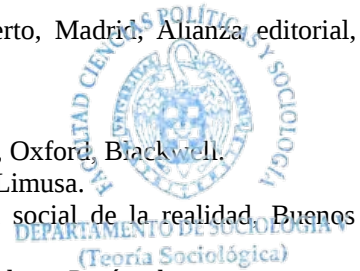 erto, Madrid, Alianza editorial,
FACULTAD CIENCIAS POLÍTICAS Y SOCIOLOGÍA
, Oxford, Blackwell.
Limusa.
social de la realidad. Buenos
DEPARTAMENTO DE SOCIOLOGIA V
(Teoría Sociológica)